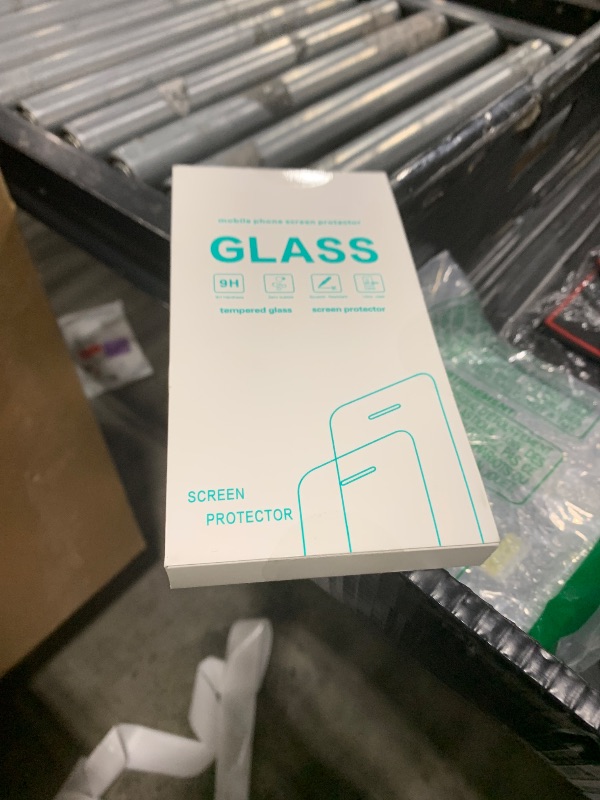 mobile phone screen protector
GLASS
9H
tempered glass screen protector
SCREEN
PROTECTOR